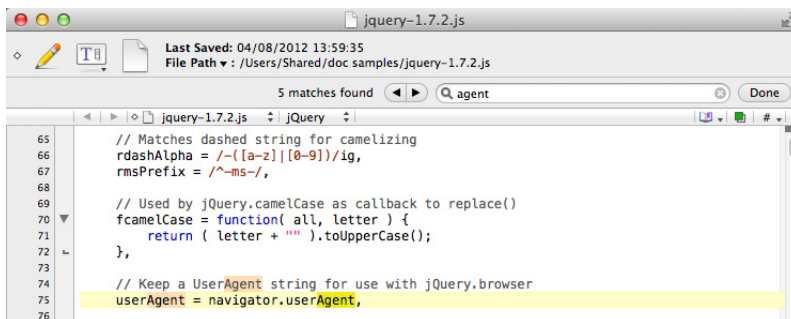 jquery-1.7.2.js
Last Saved: 04/08/2012 13:59:35
File Path ▾ : /Users/Shared/doc samples/jquery-1.7.2.js
5 matches found
agent
Done
jquery-1.7.2.js
jQuery
#
65 // Matches dashed string for camelizing
66 rdashAlpha = /-([a-z]|[0-9])/ig,
67 rmsPrefix = /^-ms-/,
68
69 // Used by jQuery.camelCase as callback to replace()
70 fcamelCase = function( all, letter ) {
71 return ( letter + "" ).toUpperCase();
72 },
73
74 // Keep a UserAgent string for use with jQuery.browser
75 userAgent = navigator.userAgent,
76